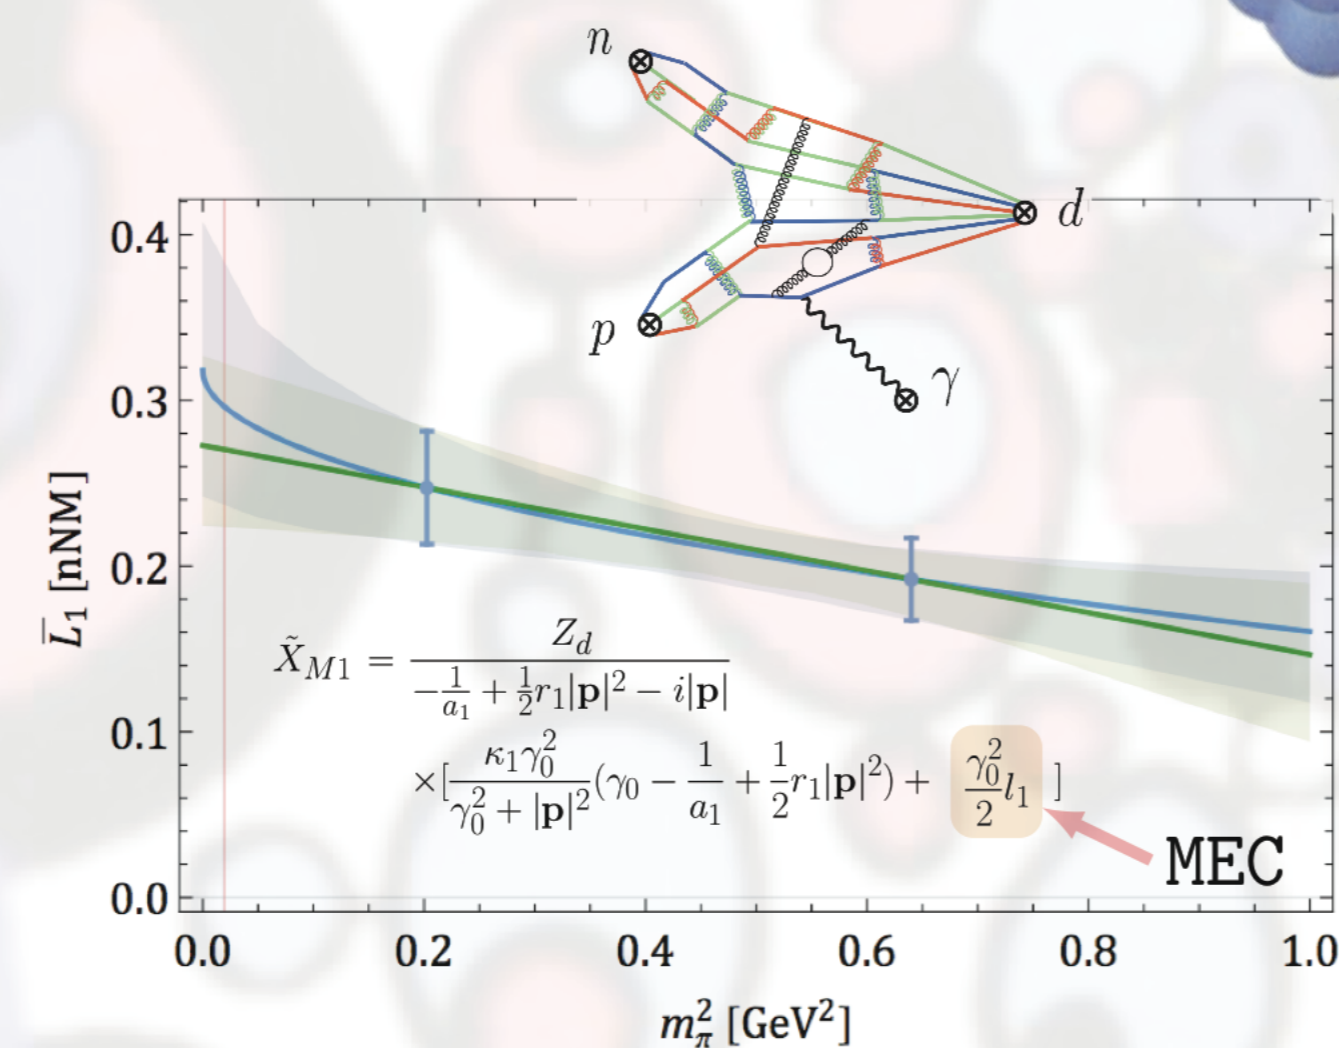 n
d
p
γ
0.4
0.3
0.2
0.1
0.0
L̄₁ [nNM]
X̃_{M1} = Z_d / (-1/a₁ + ½r₁|𝐩|² − i|𝐩|)
×[κ₁γ₀² / (γ₀² + |𝐩|²) (γ₀ − 1/a₁ + ½r₁|𝐩|²) + γ₀²/2 l₁ ]
MEC
0.0 0.2 0.4 0.6 0.8 1.0
m_π² [GeV²]